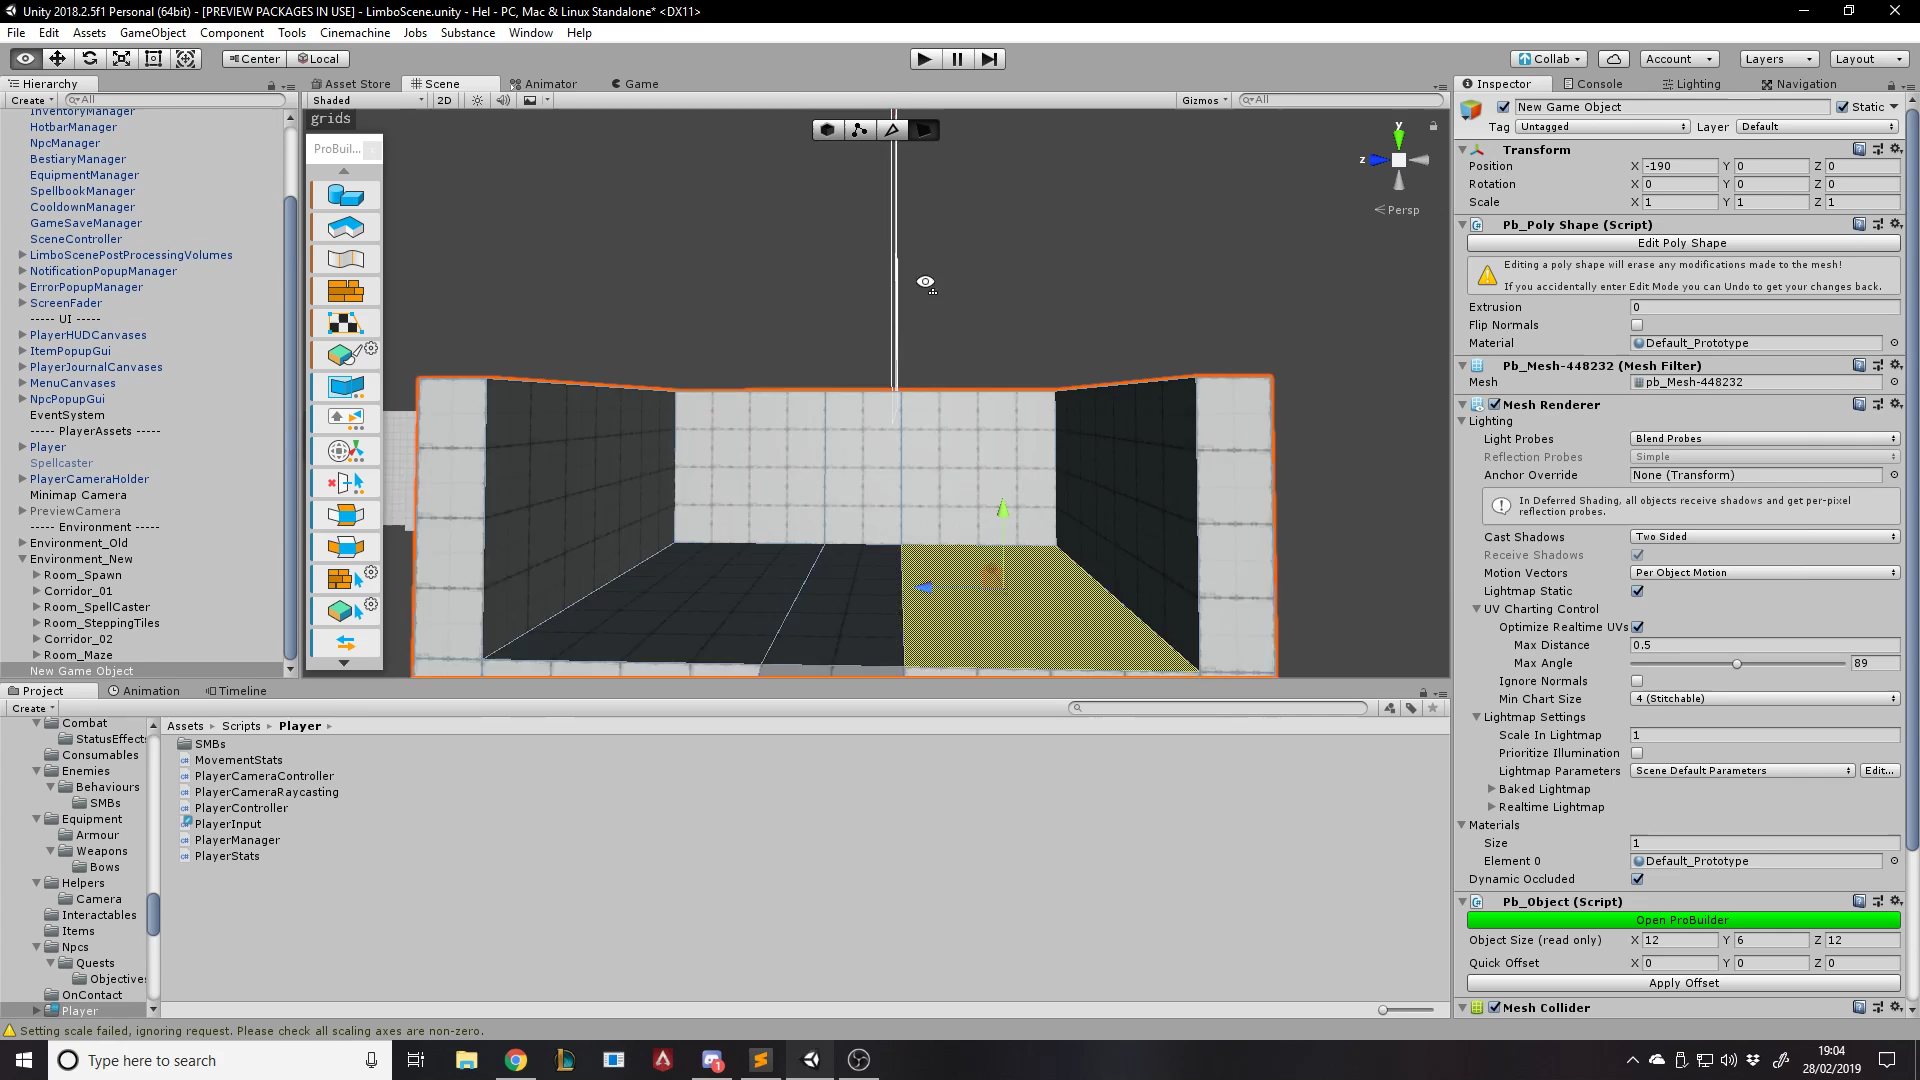 Unity 2018.2.5f1 Personal (64bit) - [PREVIEW PACKAGES IN USE] - LimboScene.unity - Hel - PC, Mac & Linux Standalone* <DX11>
File Edit Assets GameObject Component Tools Cinemachine Jobs Substance Window Help
Center Local Collab Account Layers Layout
Hierarchy Asset Store Scene Animator Game Inspector Console Lighting Navigation
Create All Shaded 2D Gizmos All
grids
ProBuil...
InventoryManager
HotbarManager
NpcManager
BestiaryManager
EquipmentManager
SpellbookManager
CooldownManager
GameSaveManager
SceneController
LimboScenePostProcessingVolumes
NotificationPopupManager
ErrorPopupManager
ScreenFader
----- UI -----
PlayerHUDCanvases
ItemPopupGui
PlayerJournalCanvases
MenuCanvases
NpcPopupGui
EventSystem
----- PlayerAssets -----
Player
Spellcaster
PlayerCameraHolder
Minimap Camera
PreviewCamera
----- Environment -----
Environment_Old
Environment_New
Room_Spawn
Corridor_01
Room_SpellCaster
Room_SteppingTiles
Corridor_02
Room_Maze
New Game Object
y
z
Persp
New Game Object Static
Tag Untagged Layer Default
Transform
Position X -190 Y 0 Z 0
Rotation X 0 Y 0 Z 0
Scale X 1 Y 1 Z 1
Pb_Poly Shape (Script)
Edit Poly Shape
Editing a poly shape will erase any modifications made to the mesh!
If you accidentally enter Edit Mode you can Undo to get your changes back.
Extrusion 0
Flip Normals
Material Default_Prototype
Pb_Mesh-448232 (Mesh Filter)
Mesh pb_Mesh-448232
Mesh Renderer
Lighting
Light Probes Blend Probes
Reflection Probes Simple
Anchor Override None (Transform)
In Deferred Shading, all objects receive shadows and get per-pixel
reflection probes.
Cast Shadows Two Sided
Receive Shadows
Motion Vectors Per Object Motion
Lightmap Static
UV Charting Control
Optimize Realtime UVs
Max Distance 0.5
Max Angle 89
Ignore Normals
Min Chart Size 4 (Stitchable)
Lightmap Settings
Scale In Lightmap 1
Prioritize Illumination
Lightmap Parameters Scene Default Parameters Edit...
Baked Lightmap
Realtime Lightmap
Materials
Size 1
Element 0 Default_Prototype
Dynamic Occluded
Pb_Object (Script)
Open ProBuilder
Object Size (read only) X 12 Y 6 Z 12
Quick Offset X 0 Y 0 Z 0
Apply Offset
Mesh Collider
Project Animation Timeline
Create
Combat
StatusEffects
Consumables
Enemies
Behaviours
SMBs
Equipment
Armour
Weapons
Bows
Helpers
Camera
Interactables
Items
Npcs
Quests
Objectives
OnContact
Player
Assets Scripts Player
SMBs
MovementStats
PlayerCameraController
PlayerCameraRaycasting
PlayerController
PlayerInput
PlayerManager
PlayerStats
Setting scale failed, ignoring request. Please check all scaling axes are non-zero.
Type here to search
1
19:04
28/02/2019